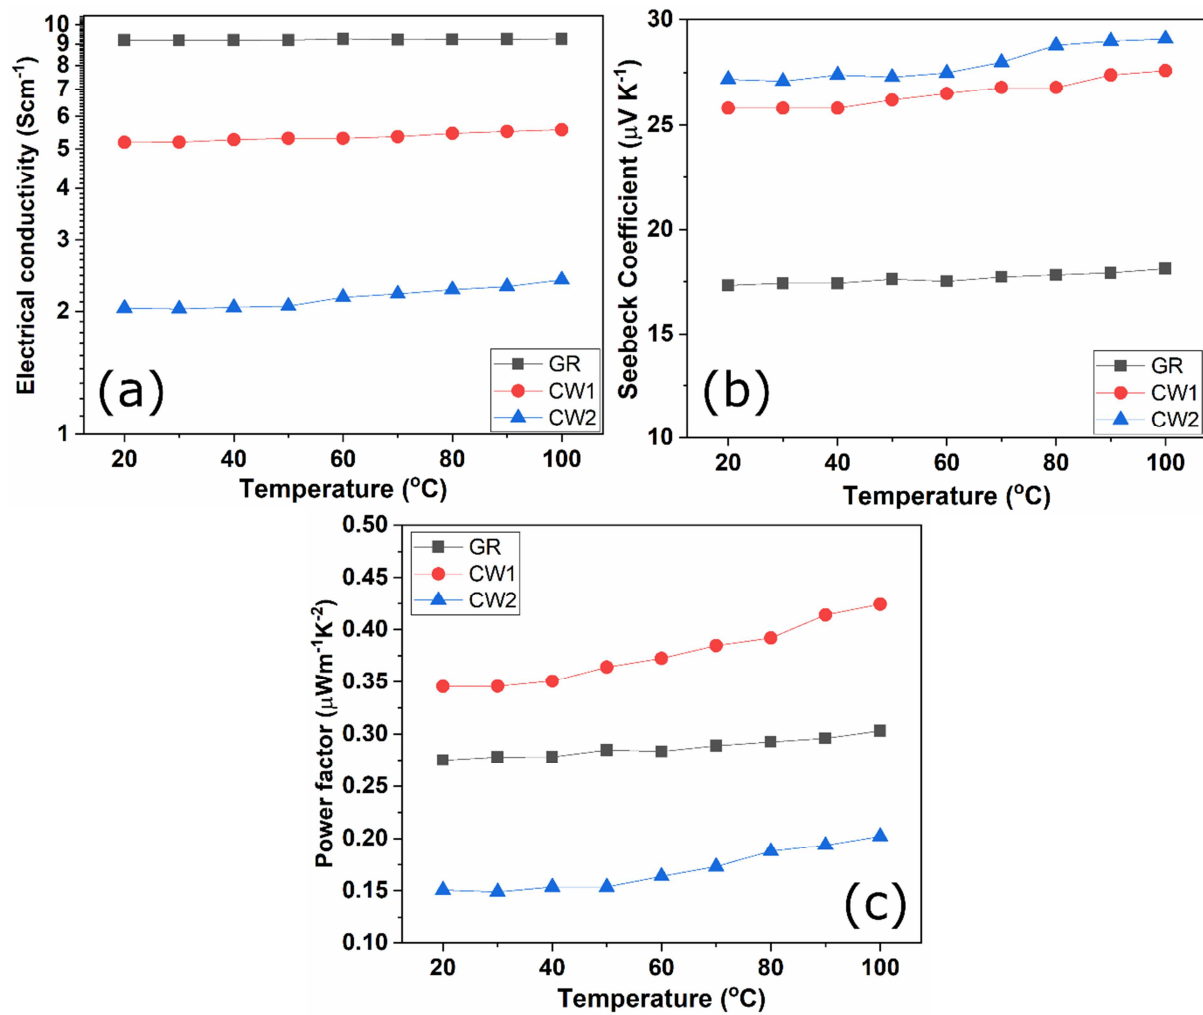 Electrical conductivity (Scm⁻¹)
10
9
8
7
6
5
4
3
2
1
(a)
GR
CW1
CW2
20 40 60 80 100
Temperature (°C)
Seebeck Coefficient (μV K⁻¹)
30
25
20
15
10
(b)
GR
CW1
CW2
20 40 60 80 100
Temperature (°C)
Power factor (μWm⁻¹K⁻²)
0.50
0.45
0.40
0.35
0.30
0.25
0.20
0.15
0.10
GR
CW1
CW2
(c)
20 40 60 80 100
Temperature (°C)